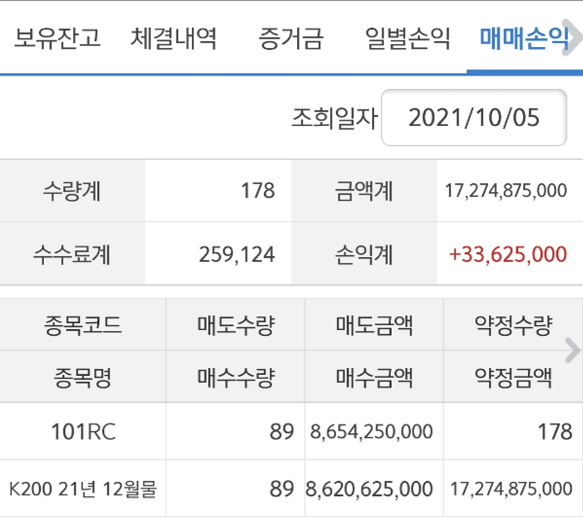 보유잔고 체결내역 증거금 일별손익 매매손익
조회일자 2021/10/05
수량계 178 금액계 17,274,875,000
수수료계 259,124 손익계 +33,625,000
종목코드 매도수량 매도금액 약정수량
종목명 매수수량 매수금액 약정금액
101RC 89 8,654,250,000 178
K200 21년 12월물 89 8,620,625,000 17,274,875,000